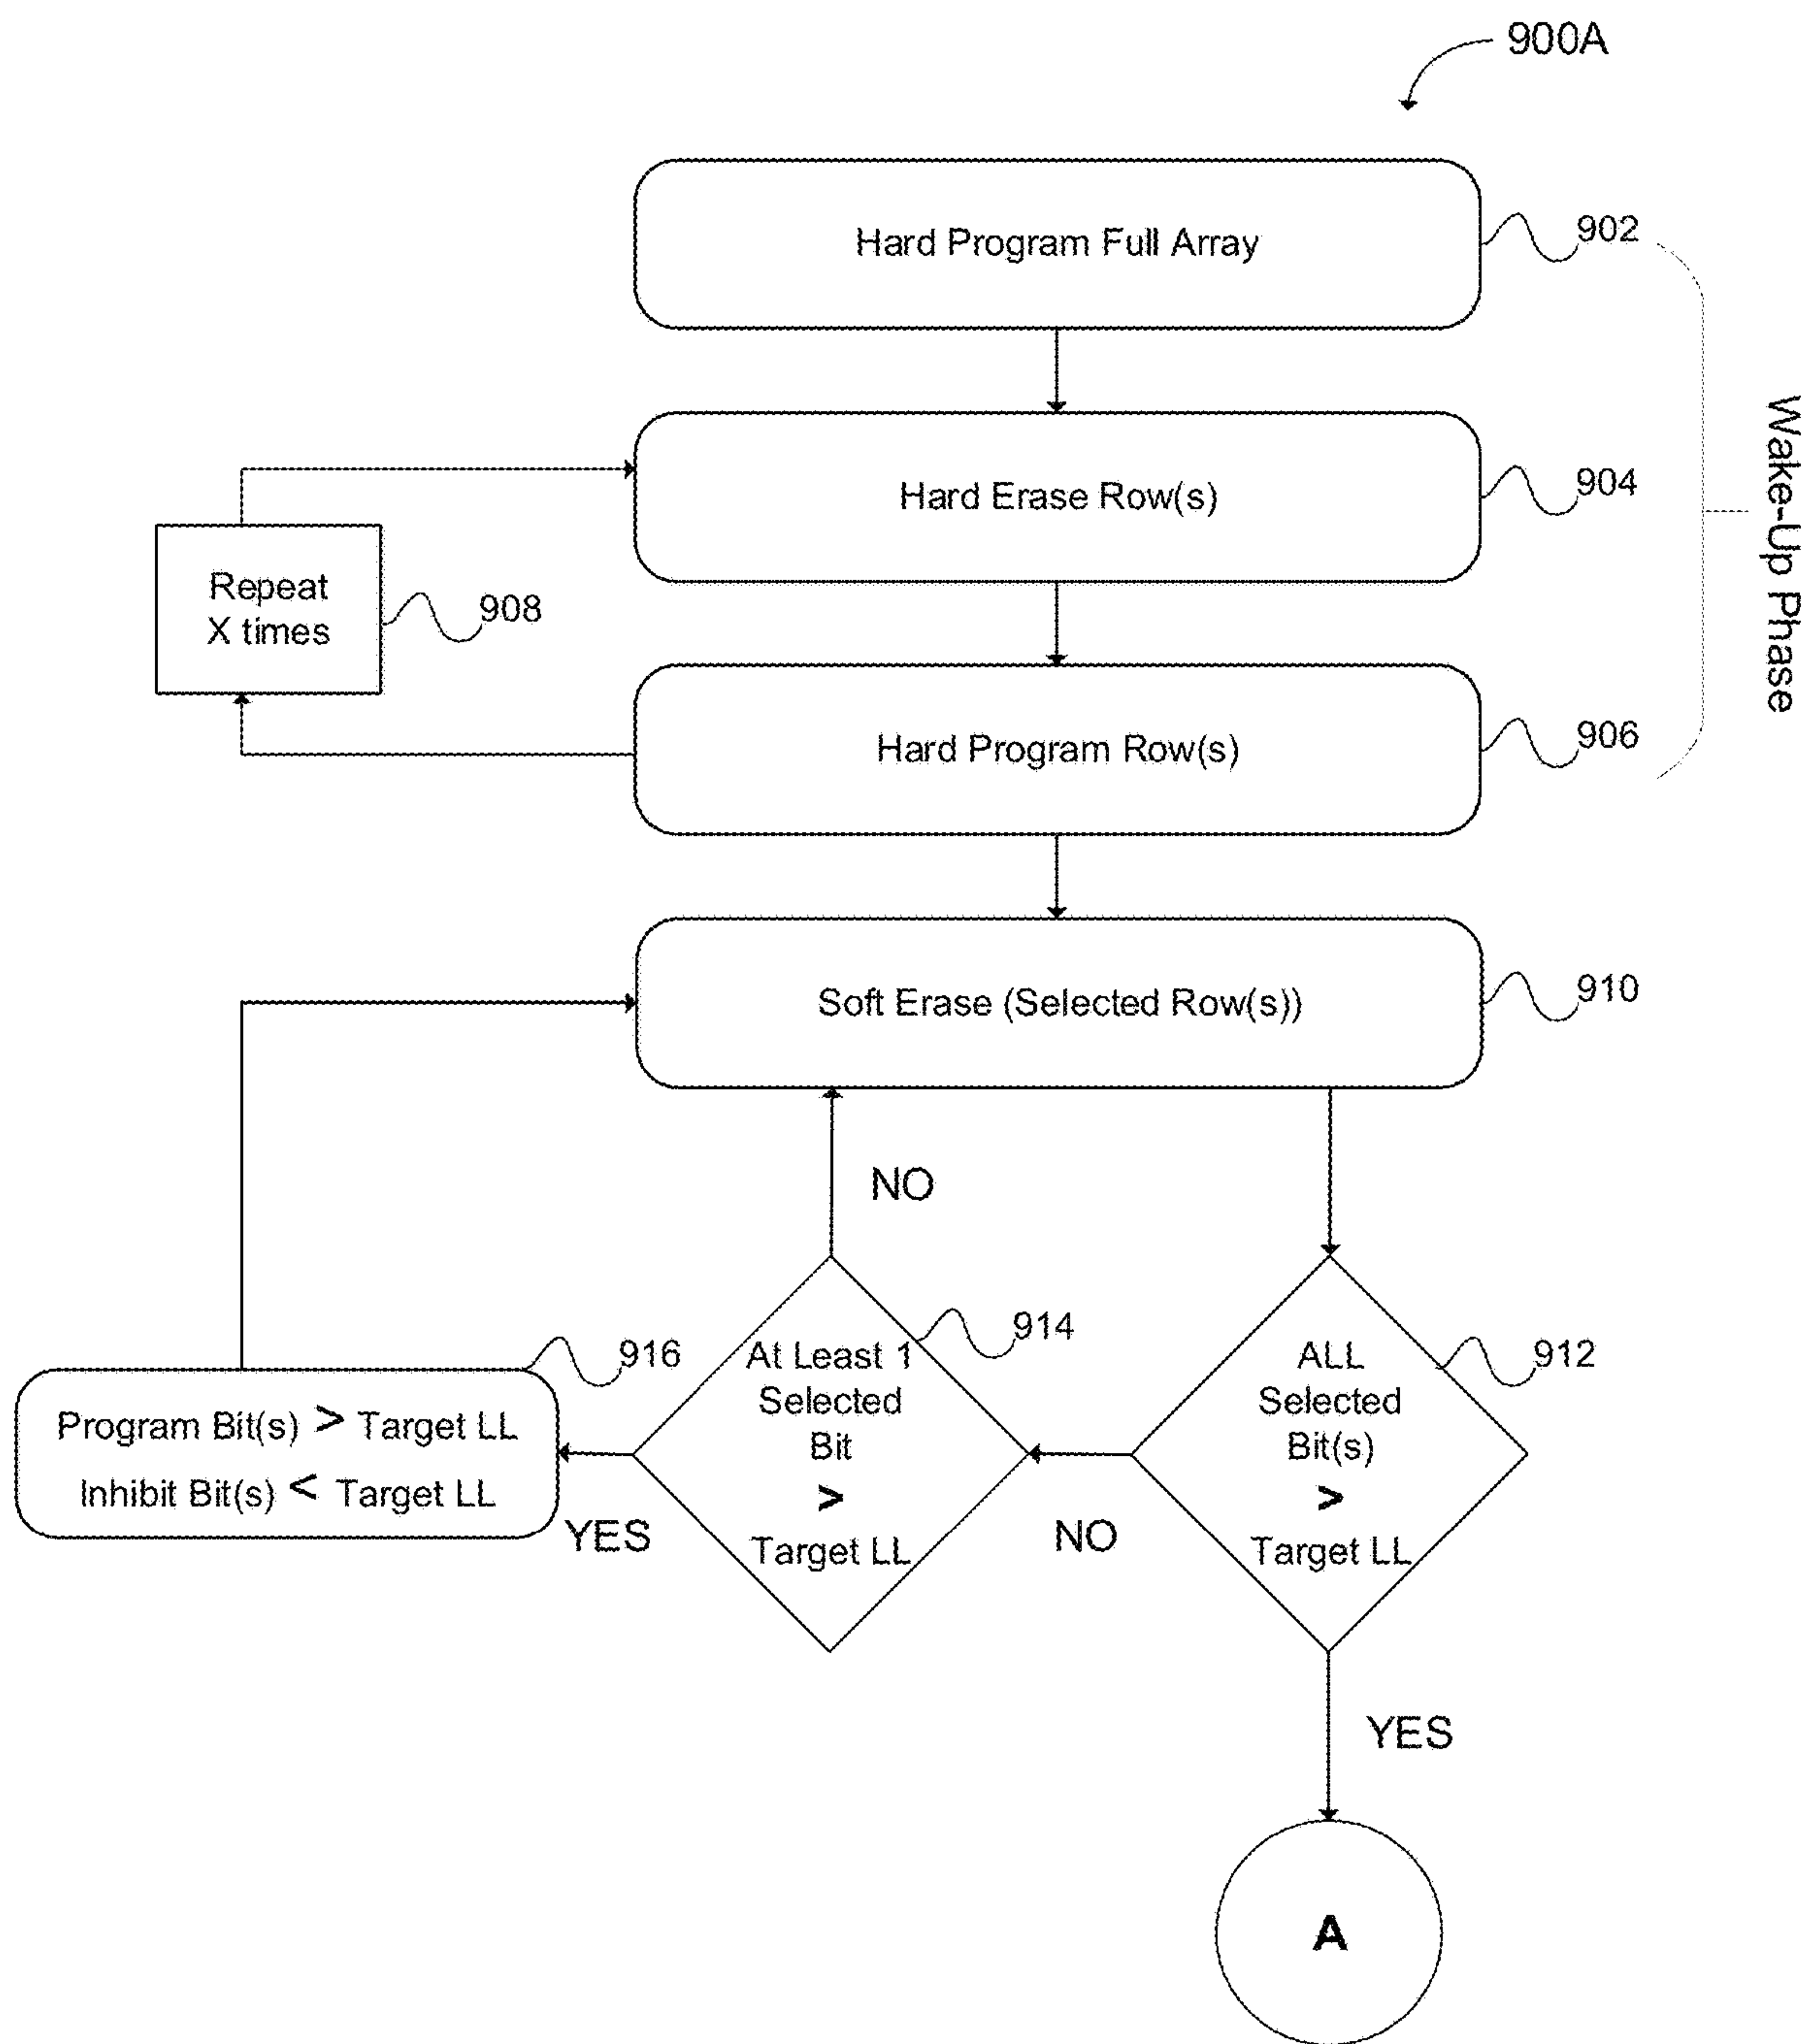 900A
Hard Program Full Array
902
Hard Erase Row(s)
904
Repeat
X times
908
Hard Program Row(s)
906
Wake-Up Phase
Soft Erase (Selected Row(s))
910
NO
At Least 1
Selected
Bit
>
Target LL
914
ALL
Selected
Bit(s)
>
Target LL
912
916
Program Bit(s) > Target LL
Inhibit Bit(s) < Target LL
YES
NO
YES
A